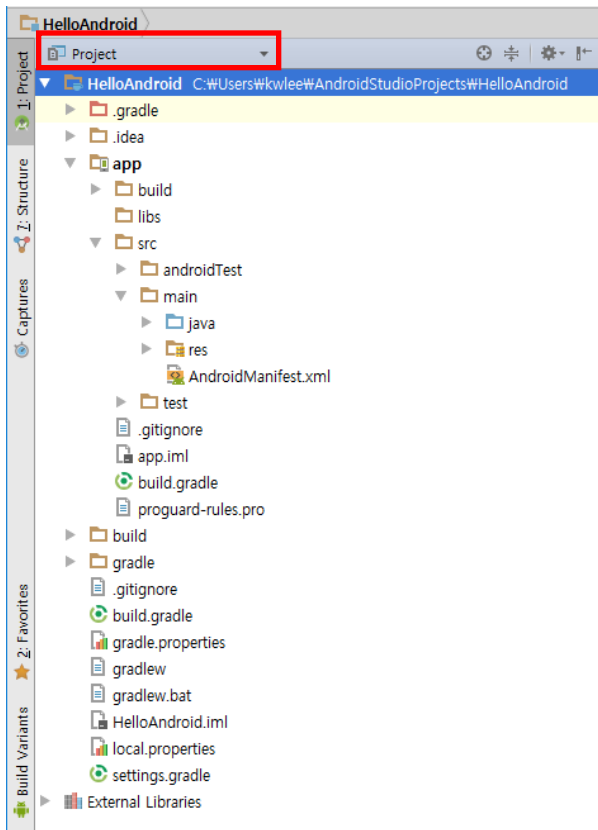 HelloAndroid
Project
HelloAndroid C:₩Users₩kwlee₩AndroidStudioProjects₩HelloAndroid
.gradle
.idea
app
build
libs
src
androidTest
main
java
res
AndroidManifest.xml
test
.gitignore
app.iml
build.gradle
proguard-rules.pro
build
gradle
.gitignore
build.gradle
gradle.properties
gradlew
gradlew.bat
HelloAndroid.iml
local.properties
settings.gradle
External Libraries
1: Project
7: Structure
Captures
2: Favorites
Build Variants